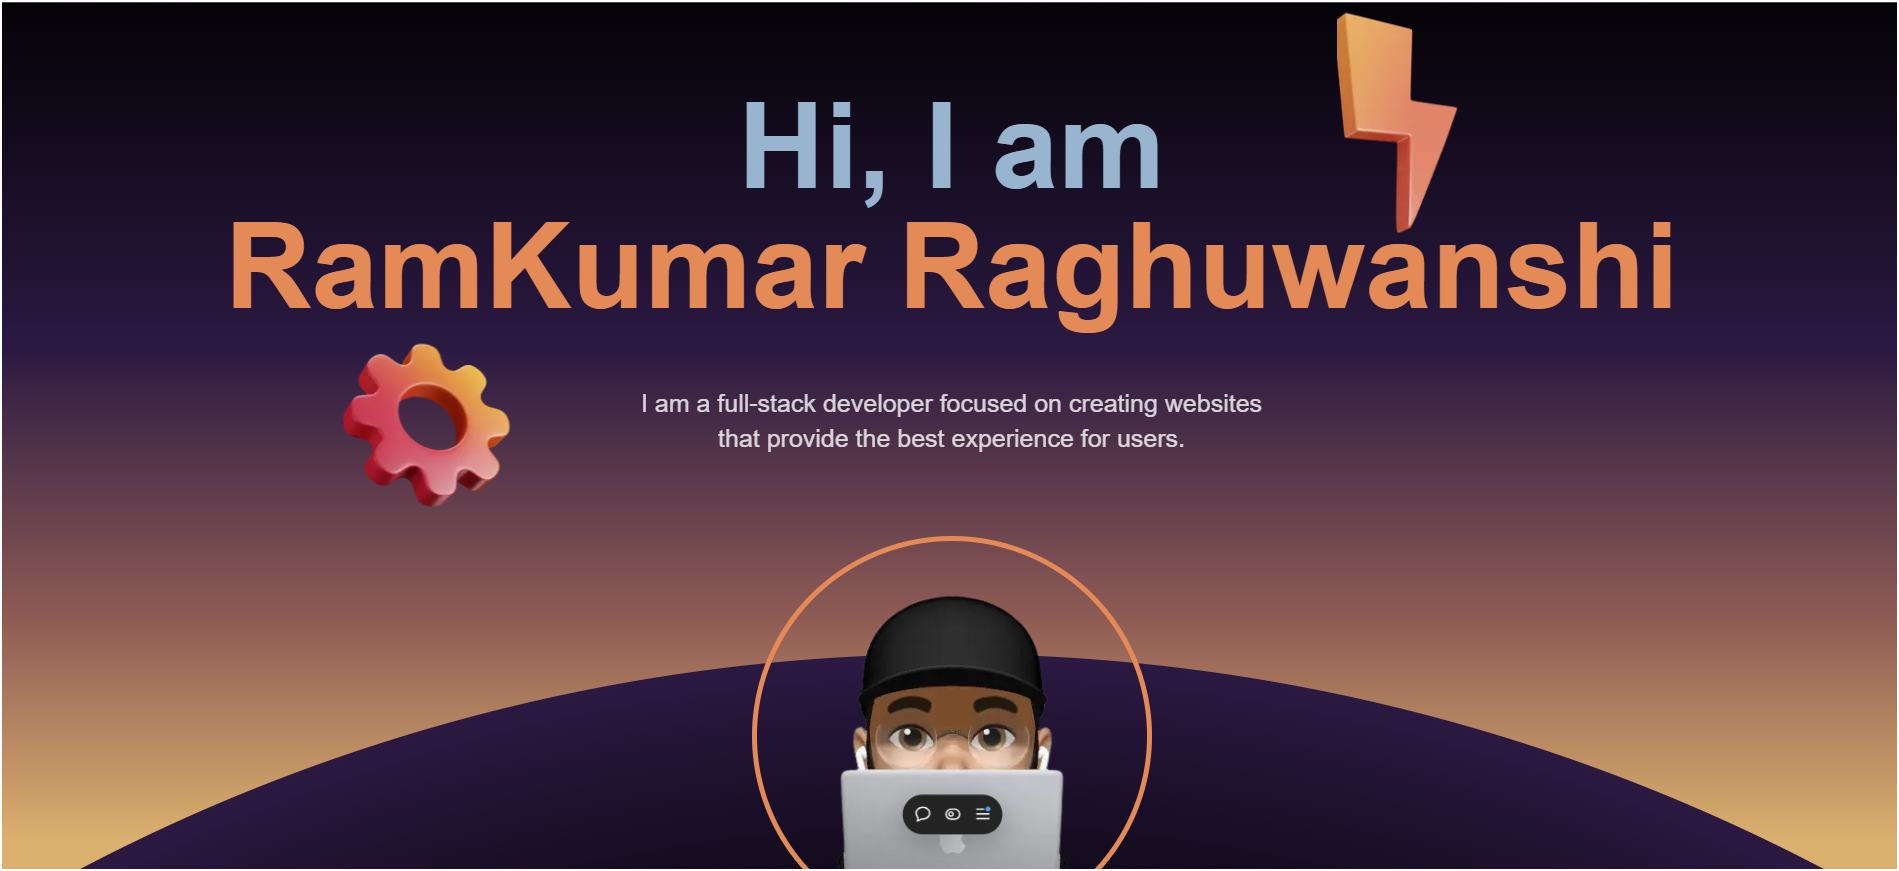 Hi, I am
RamKumar Raghuwanshi
I am a full-stack developer focused on creating websites
that provide the best experience for users.